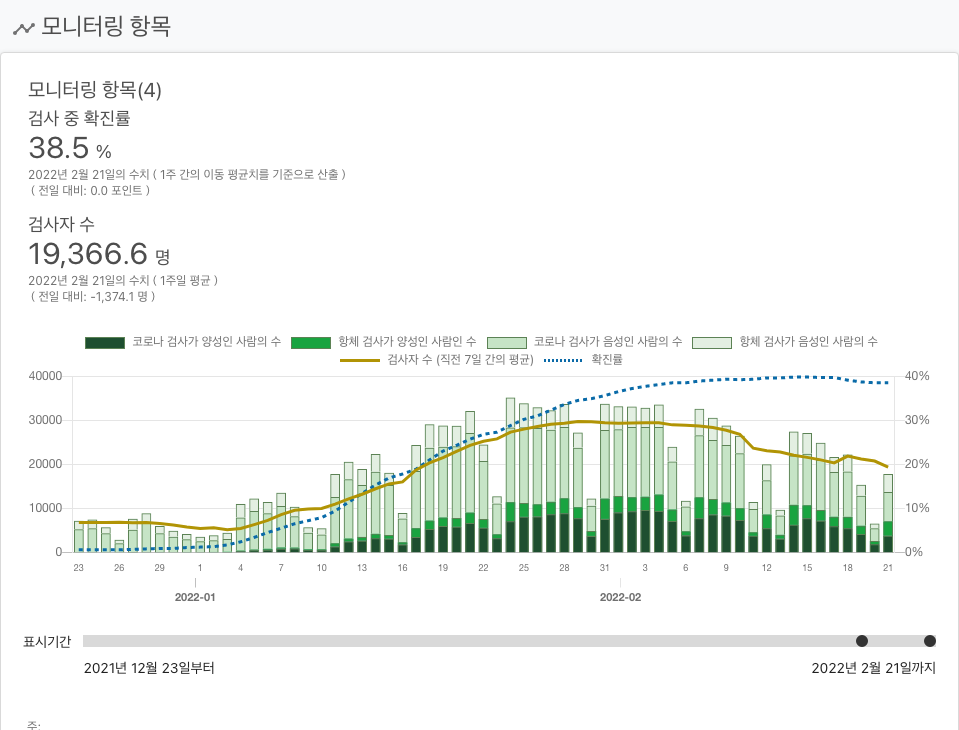 모니터링 항목
모니터링 항목(4)
검사 중 확진률
38.5 %
2022년 2월 21일의 수치 ( 1주 간의 이동 평균치를 기준으로 산출 )
( 전일 대비: 0.0 포인트 )
검사자 수
19,366.6 명
2022년 2월 21일의 수치 ( 1주일 평균 )
( 전일 대비: -1,374.1 명 )
코로나 검사가 양성인 사람의 수 항체 검사가 양성인 사람인 수 코로나 검사가 음성인 사람의 수 항체 검사가 음성인 사람의 수
검사자 수 (직전 7일 간의 평균) 확진률
40000 40%
30000 30%
20000 20%
10000 10%
0 0%
23 26 29 1 4 7 10 13 16 19 22 25 28 31 3 6 9 12 15 18 21
2022-01 2022-02
표시기간
2021년 12월 23일부터 2022년 2월 21일까지
주: